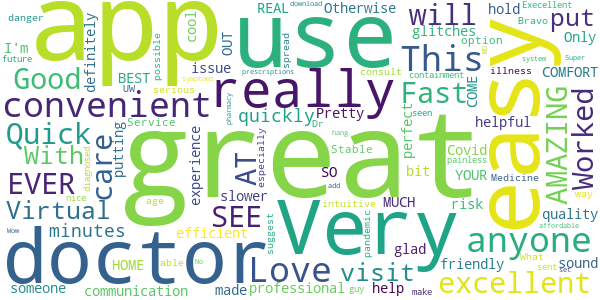 danger
app
use
REAL
Otherwise
hold
Execellent
Bravo
download
I'm
future
definitely
possible
cool
OUT
spread
glitches
option
Only
easy
will
put
Good
BEST
UW
issue
serious
This
consult
COME
system
Super
convenient
really
Fast
containment
illness
COMFORT
symptoms
prescriptions
Quick
care
putting
Service
experience
quickly
Pretty
Dr
perfect
seen
helpful
AMAZING
Worked
With
great
pharmacy
Stable
hang
Covid
painless
EVER
diagnosed
AT
especially
so
add
bit
YOUR
Medicine
nice
age
slower
MUCH
intuitive
risk
way
Virtual
SEE
Very
quality
affordable
minutes
efficient
suggest
pandemic
glad
anyone
Wow
doctor
HOME
able
No
Love
visit
friendly
What
sound
someone
communication
made
professional
guy
help
make
excellent
sent
set